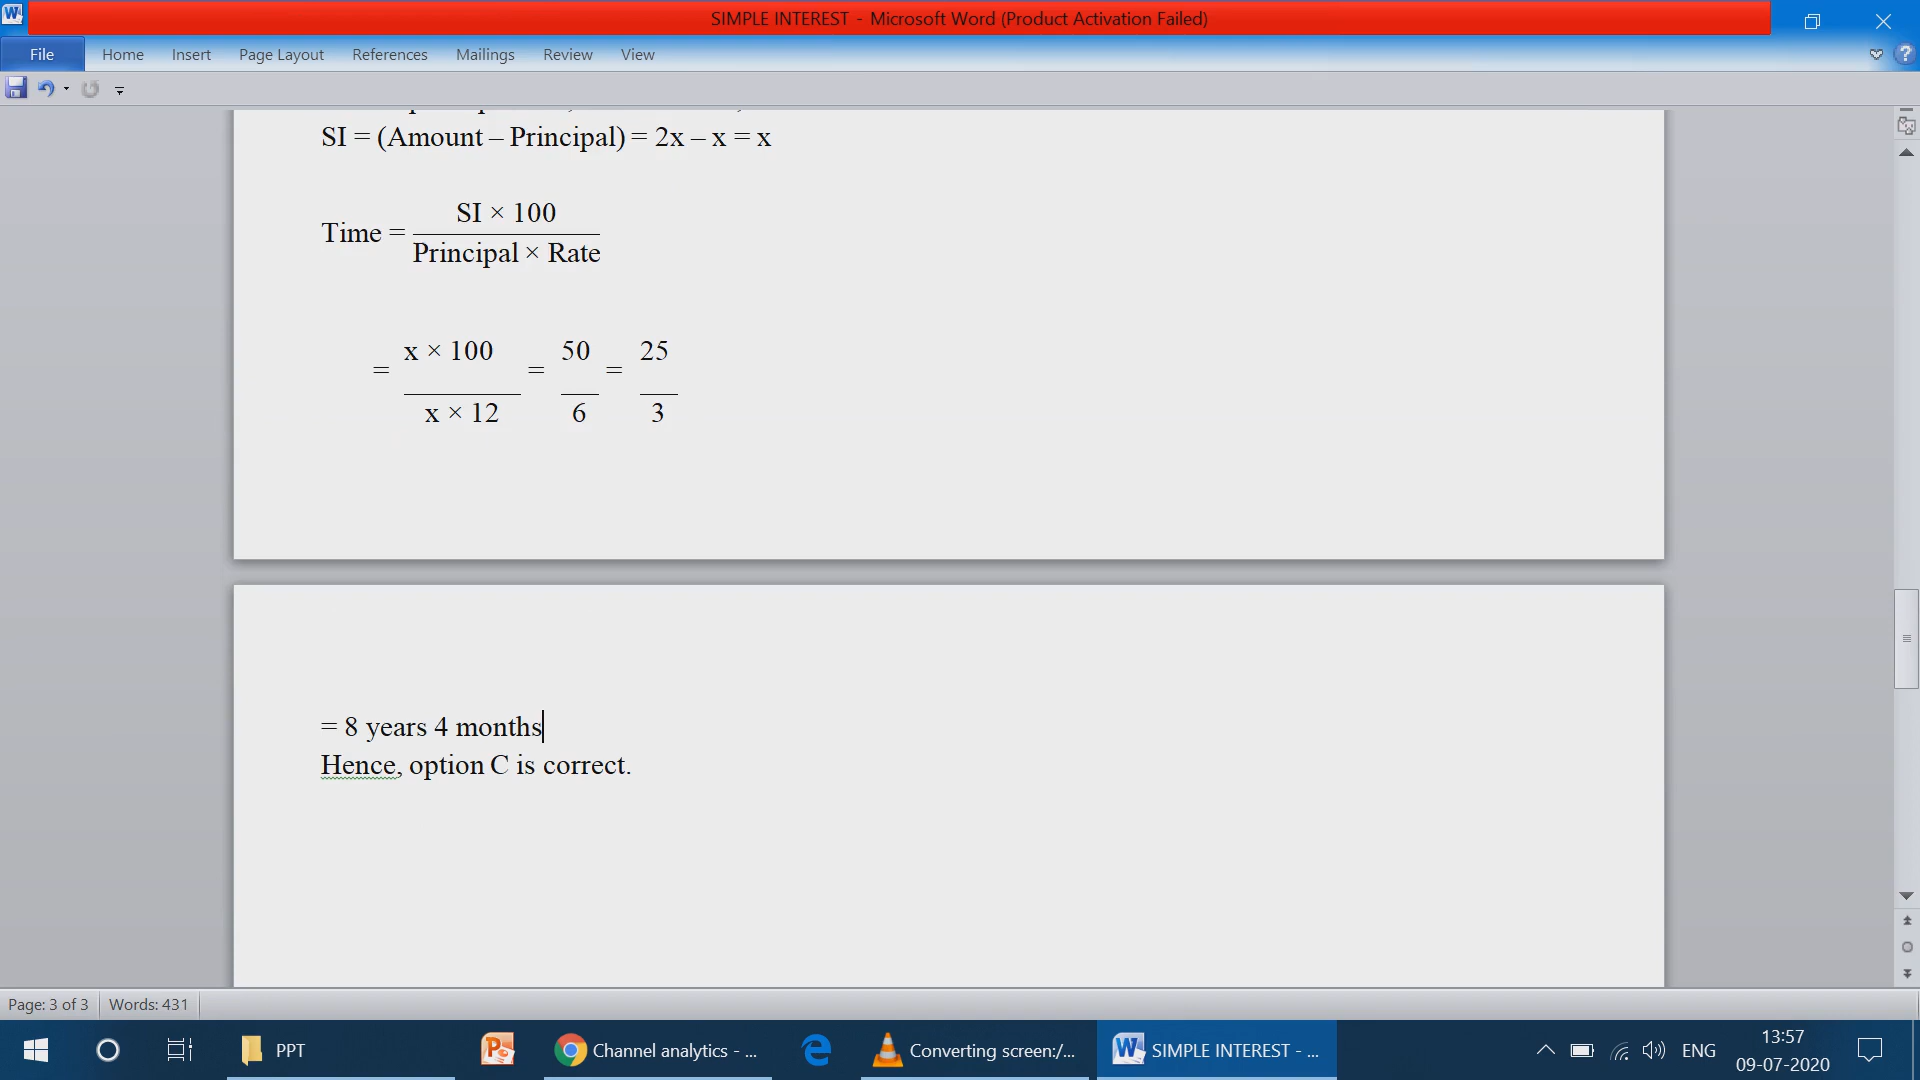 SIMPLE INTEREST - Microsoft Word (Product Activation Failed)
File Home Insert Page Layout References Mailings Review View
SI = (Amount – Principal) = 2x – x = x
SI × 100
Time =
Principal × Rate
x × 100 50 25
= = =
x × 12 6 3
= 8 years 4 months
Hence, option C is correct.
Page: 3 of 3 Words: 431
PPT Channel analytics - ... Converting screen:/... SIMPLE INTEREST - ... ENG 13:57
09-07-2020